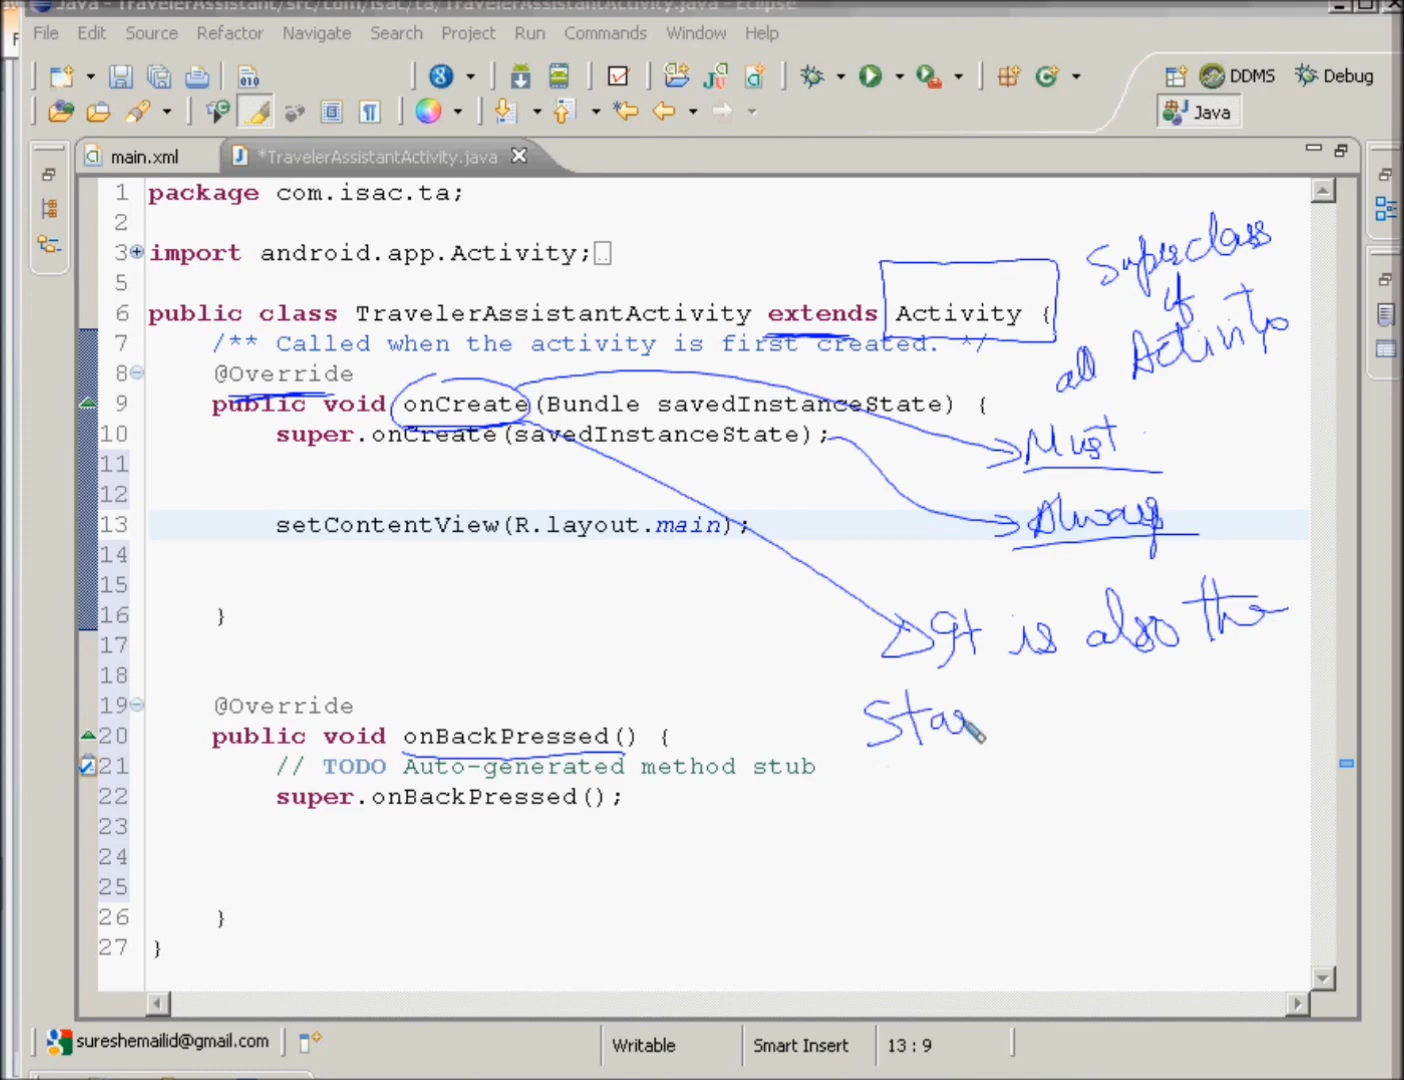 Java - TravelerAssistant/src/com/isac/ta/TravelerAssistantActivity.java - Eclipse
File Edit Source Refactor Navigate Search Project Run Commands Window Help
DDMS Debug
Java
main.xml *TravelerAssistantActivity.java
1 package com.isac.ta;
2
3 import android.app.Activity;
5
6 public class TravelerAssistantActivity extends Activity {
7 /** Called when the activity is first created. */
8 @Override
9 public void onCreate(Bundle savedInstanceState) {
10 super.onCreate(savedInstanceState);
11
12
13 setContentView(R.layout.main);
14
15
16 }
17
18
19 @Override
20 public void onBackPressed() {
21 // TODO Auto-generated method stub
22 super.onBackPressed();
23
24
25
26 }
27 }
Superclass
of
all Activitys
Must
Always
It is also the
Star
sureshemailid@gmail.com Writable Smart Insert 13 : 9